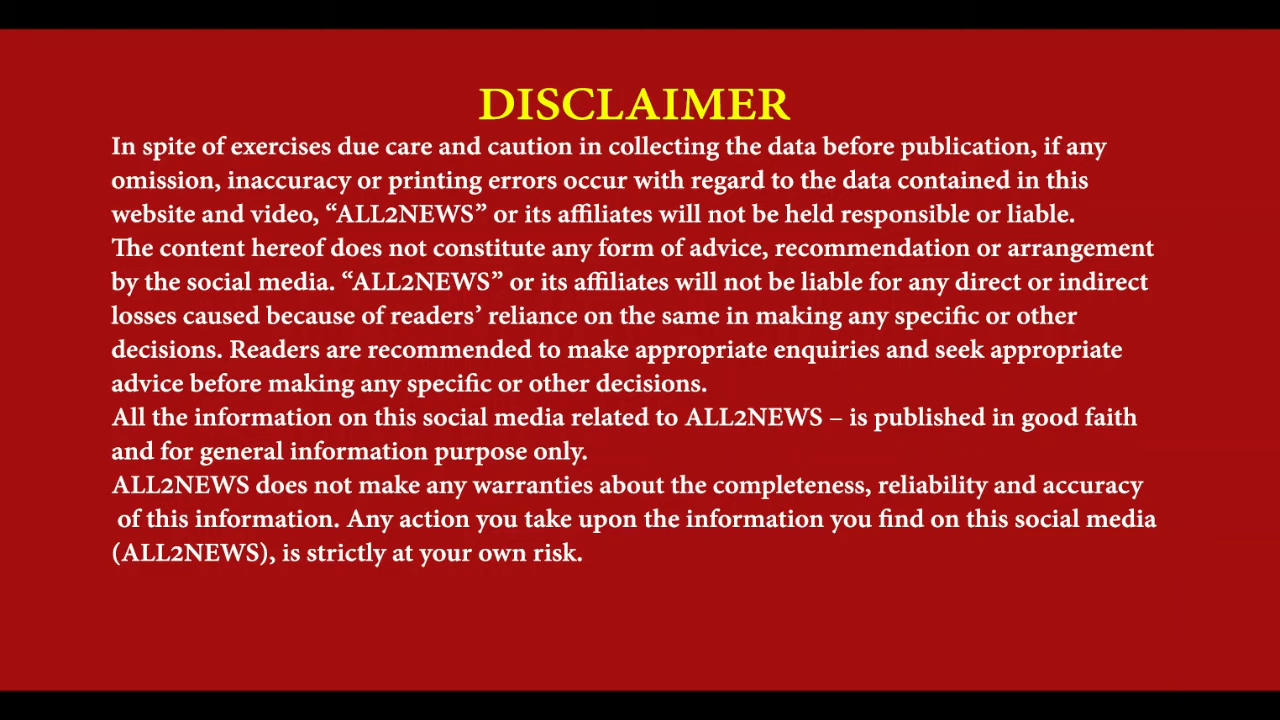 DISCLAIMER
In spite of exercises due care and caution in collecting the data before publication, if any
omission, inaccuracy or printing errors occur with regard to the data contained in this
website and video, “ALL2NEWS” or its affiliates will not be held responsible or liable.
The content hereof does not constitute any form of advice, recommendation or arrangement
by the social media. “ALL2NEWS” or its affiliates will not be liable for any direct or indirect
losses caused because of readers’ reliance on the same in making any specific or other
decisions. Readers are recommended to make appropriate enquiries and seek appropriate
advice before making any specific or other decisions.
All the information on this social media related to ALL2NEWS – is published in good faith
and for general information purpose only.
ALL2NEWS does not make any warranties about the completeness, reliability and accuracy
of this information. Any action you take upon the information you find on this social media
(ALL2NEWS), is strictly at your own risk.